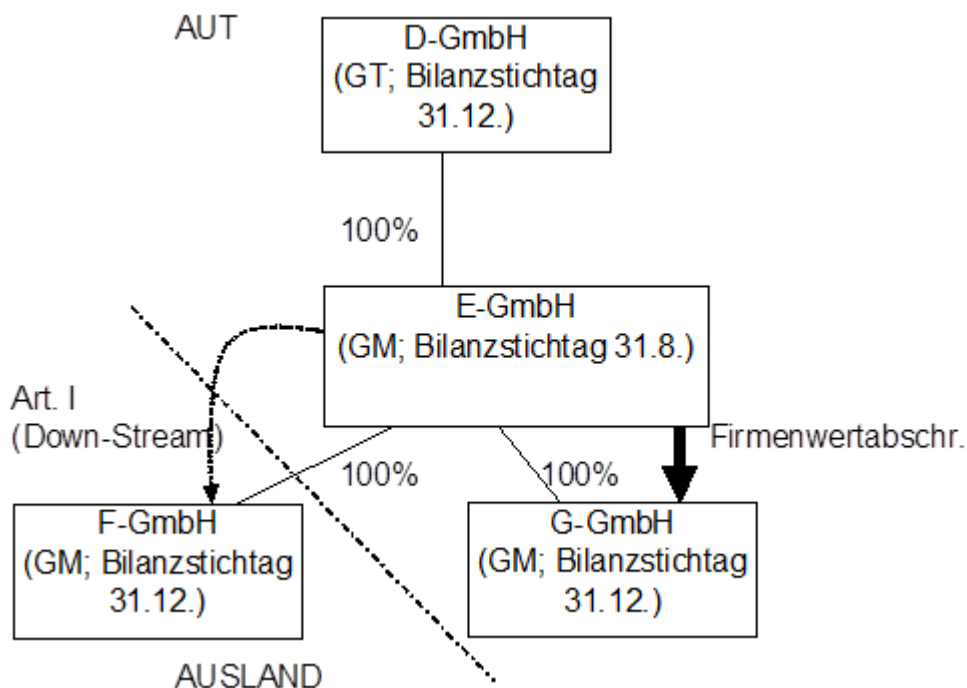 AUT
D-GmbH
(GT; Bilanzstichtag
31.12.)
100%
E-GmbH
(GM; Bilanzstichtag 31.8.)
Art. I
(Down-Stream)
Firmenwertabschr.
100%
100%
F-GmbH
(GM; Bilanzstichtag
31.12.)
G-GmbH
(GM; Bilanzstichtag
31.12.)
AUSLAND